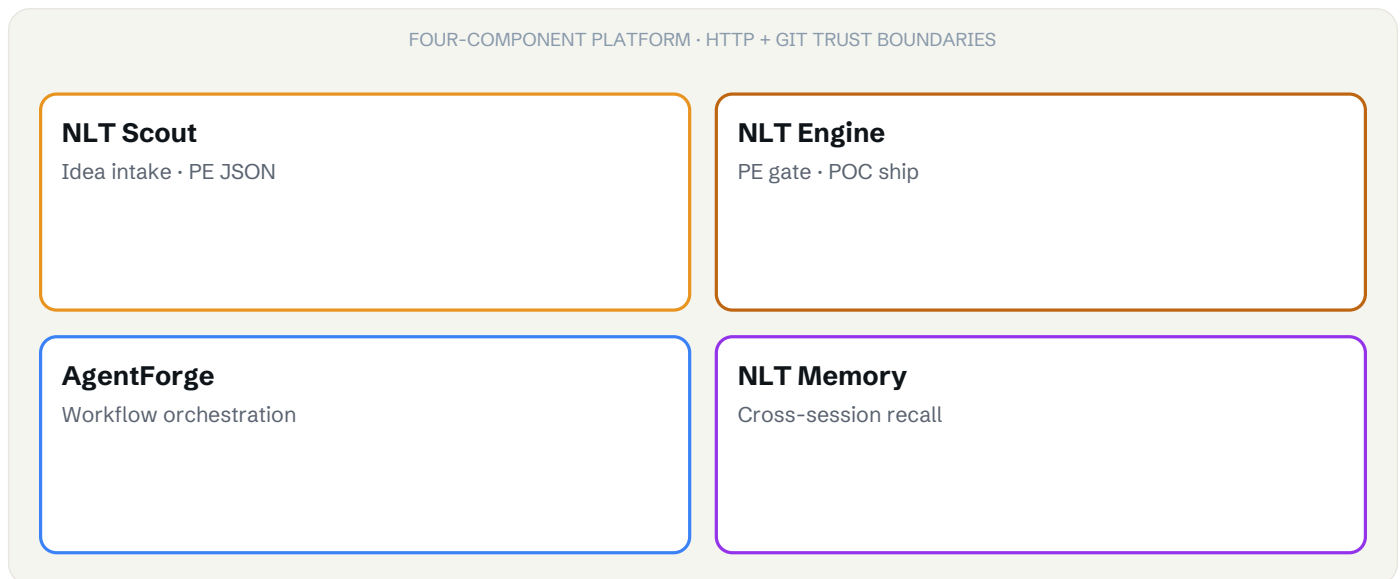 FOUR-COMPONENT PLATFORM · HTTP + GIT TRUST BOUNDARIES
NLT Scout
Idea intake · PE JSON
NLT Engine
PE gate · POC ship
AgentForge
Workflow orchestration
NLT Memory
Cross-session recall